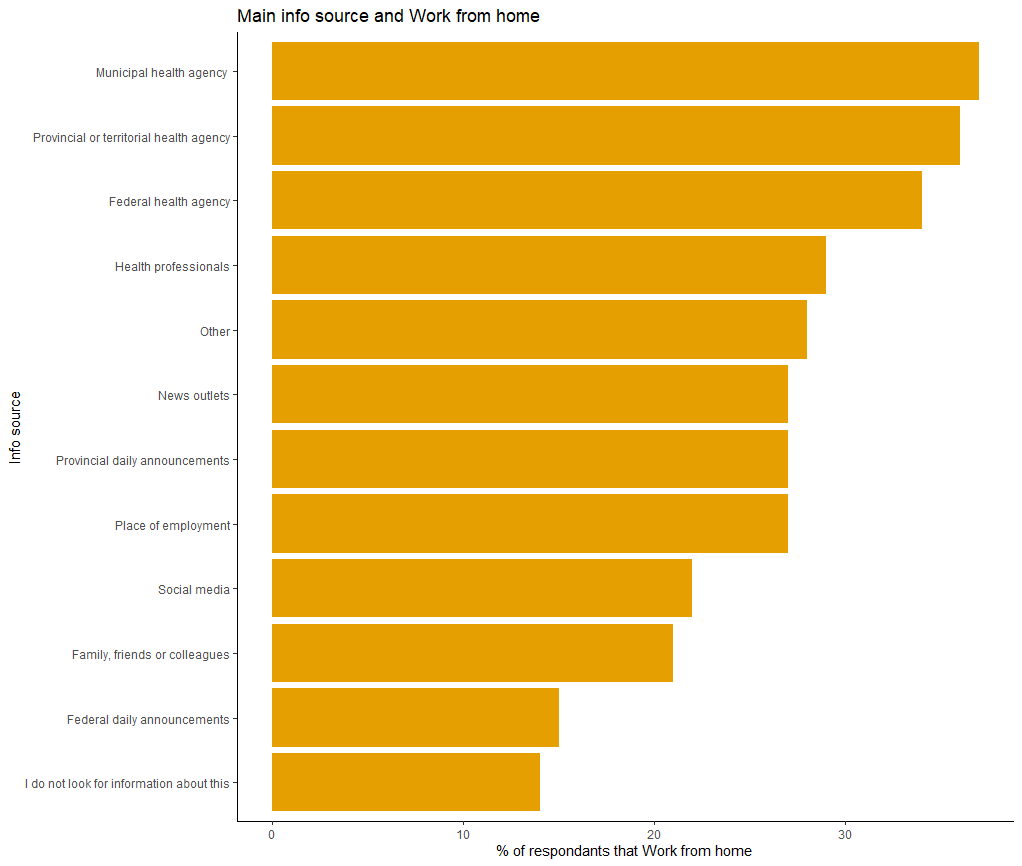 Main info source and Work from home
Municipal health agency
Provincial or territorial health agency
Federal health agency
Health professionals
Other
News outlets
Provincial daily announcements
Place of employment
Social media
Family, friends or colleagues
Federal daily announcements
I do not look for information about this
Info source
0 10 20 30
% of respondants that Work from home